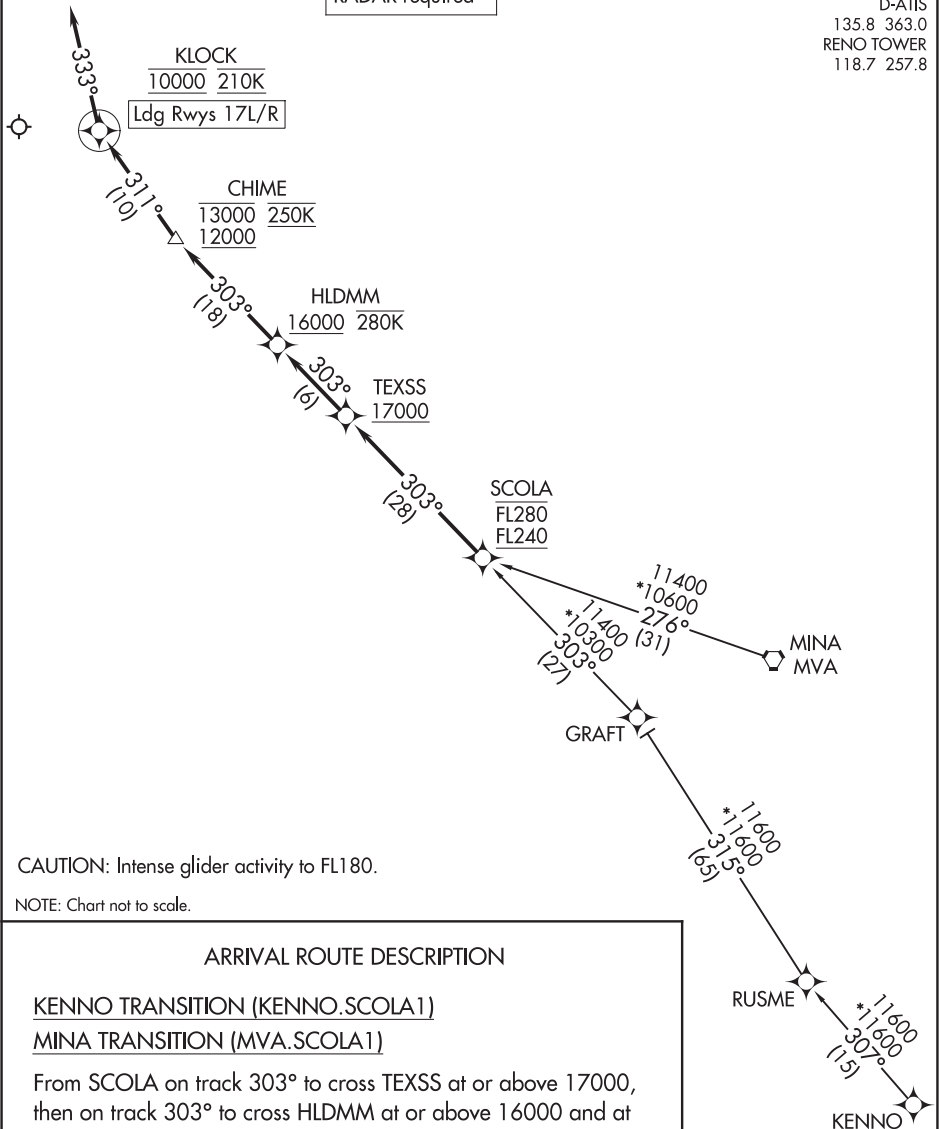 RADAR required
D-ATIS
135.8 363.0
RENO TOWER
118.7 257.8
333°
KLOCK
10000 210K
Ldg Rwys 17L/R
311°
(10)
CHIME
13000 250K
12000
303°
(18)
HLDMM
16000 280K
303°
(6)
TEXSS
17000
303°
(28)
SCOLA
FL280
FL240
11400
*10600
276°
(31)
MINA
MVA
11400
*10300
303°
(27)
GRAFT
11600
*11600
315°
(65)
RUSME
11600
*11600
307°
(15)
KENNO
CAUTION: Intense glider activity to FL180.
NOTE: Chart not to scale.
ARRIVAL ROUTE DESCRIPTION
KENNO TRANSITION (KENNO.SCOLA1)
MINA TRANSITION (MVA.SCOLA1)
From SCOLA on track 303° to cross TEXSS at or above 17000,
then on track 303° to cross HLDMM at or above 16000 and at